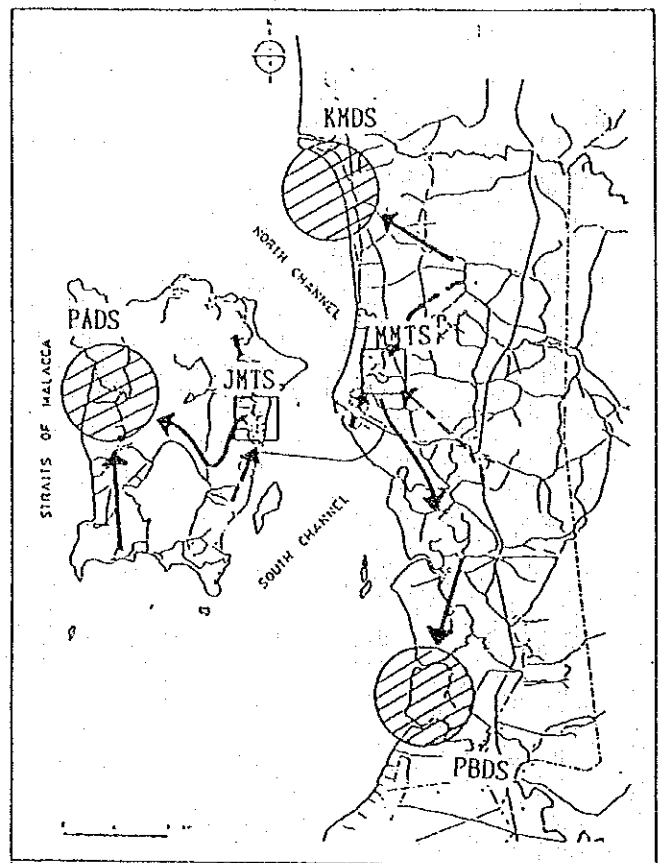 KMDS
NORTH CHANNEL
PADS
MMTS
JMTS
STRAITS OF MALACCA
SOUTH CHANNEL
PBDS